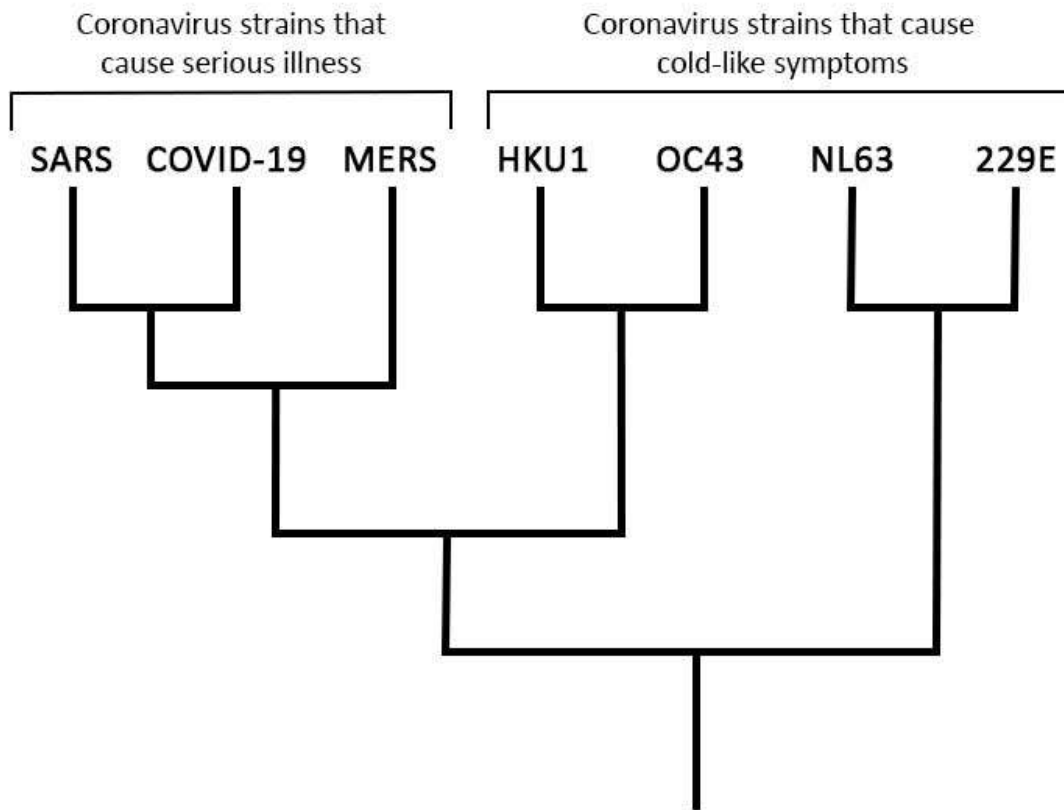 Coronavirus strains that
cause serious illness
Coronavirus strains that cause
cold-like symptoms
SARS COVID-19 MERS HKU1 OC43 NL63 229E